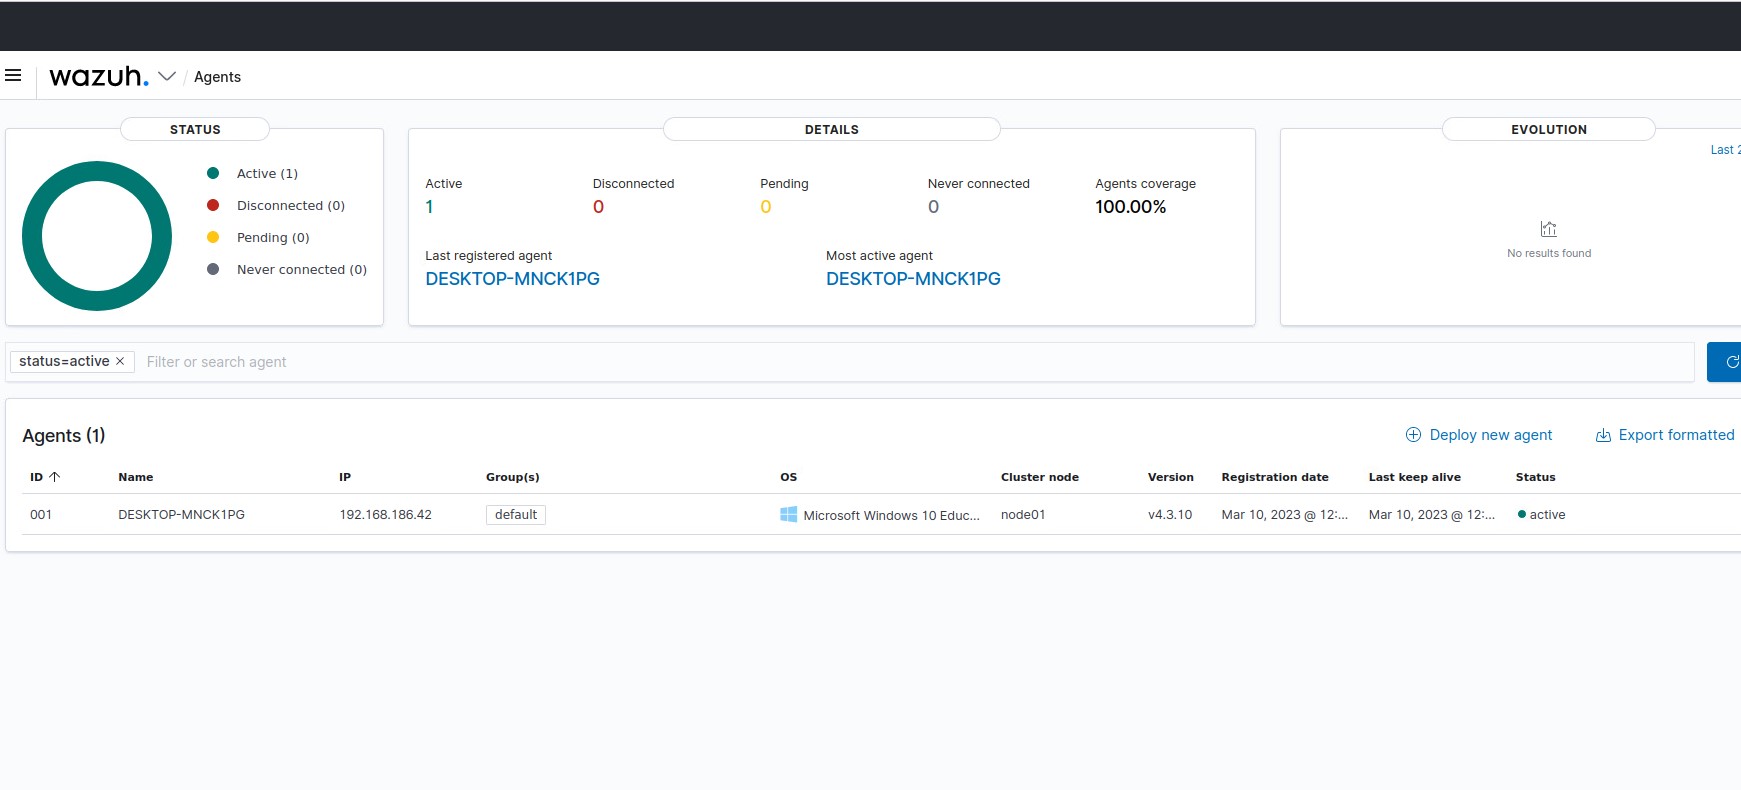 wazuh. / Agents
STATUS
Active (1)
Disconnected (0)
Pending (0)
Never connected (0)
DETAILS
Active Disconnected Pending Never connected Agents coverage
1 0 0 0 100.00%
Last registered agent Most active agent
DESKTOP-MNCK1PG DESKTOP-MNCK1PG
EVOLUTION
Last 2
No results found
status=active × Filter or search agent
Agents (1) Deploy new agent Export formatted
ID Name IP Group(s) OS Cluster node Version Registration date Last keep alive Status
001 DESKTOP-MNCK1PG 192.168.186.42 default Microsoft Windows 10 Educ... node01 v4.3.10 Mar 10, 2023 @ 12:... Mar 10, 2023 @ 12:... active